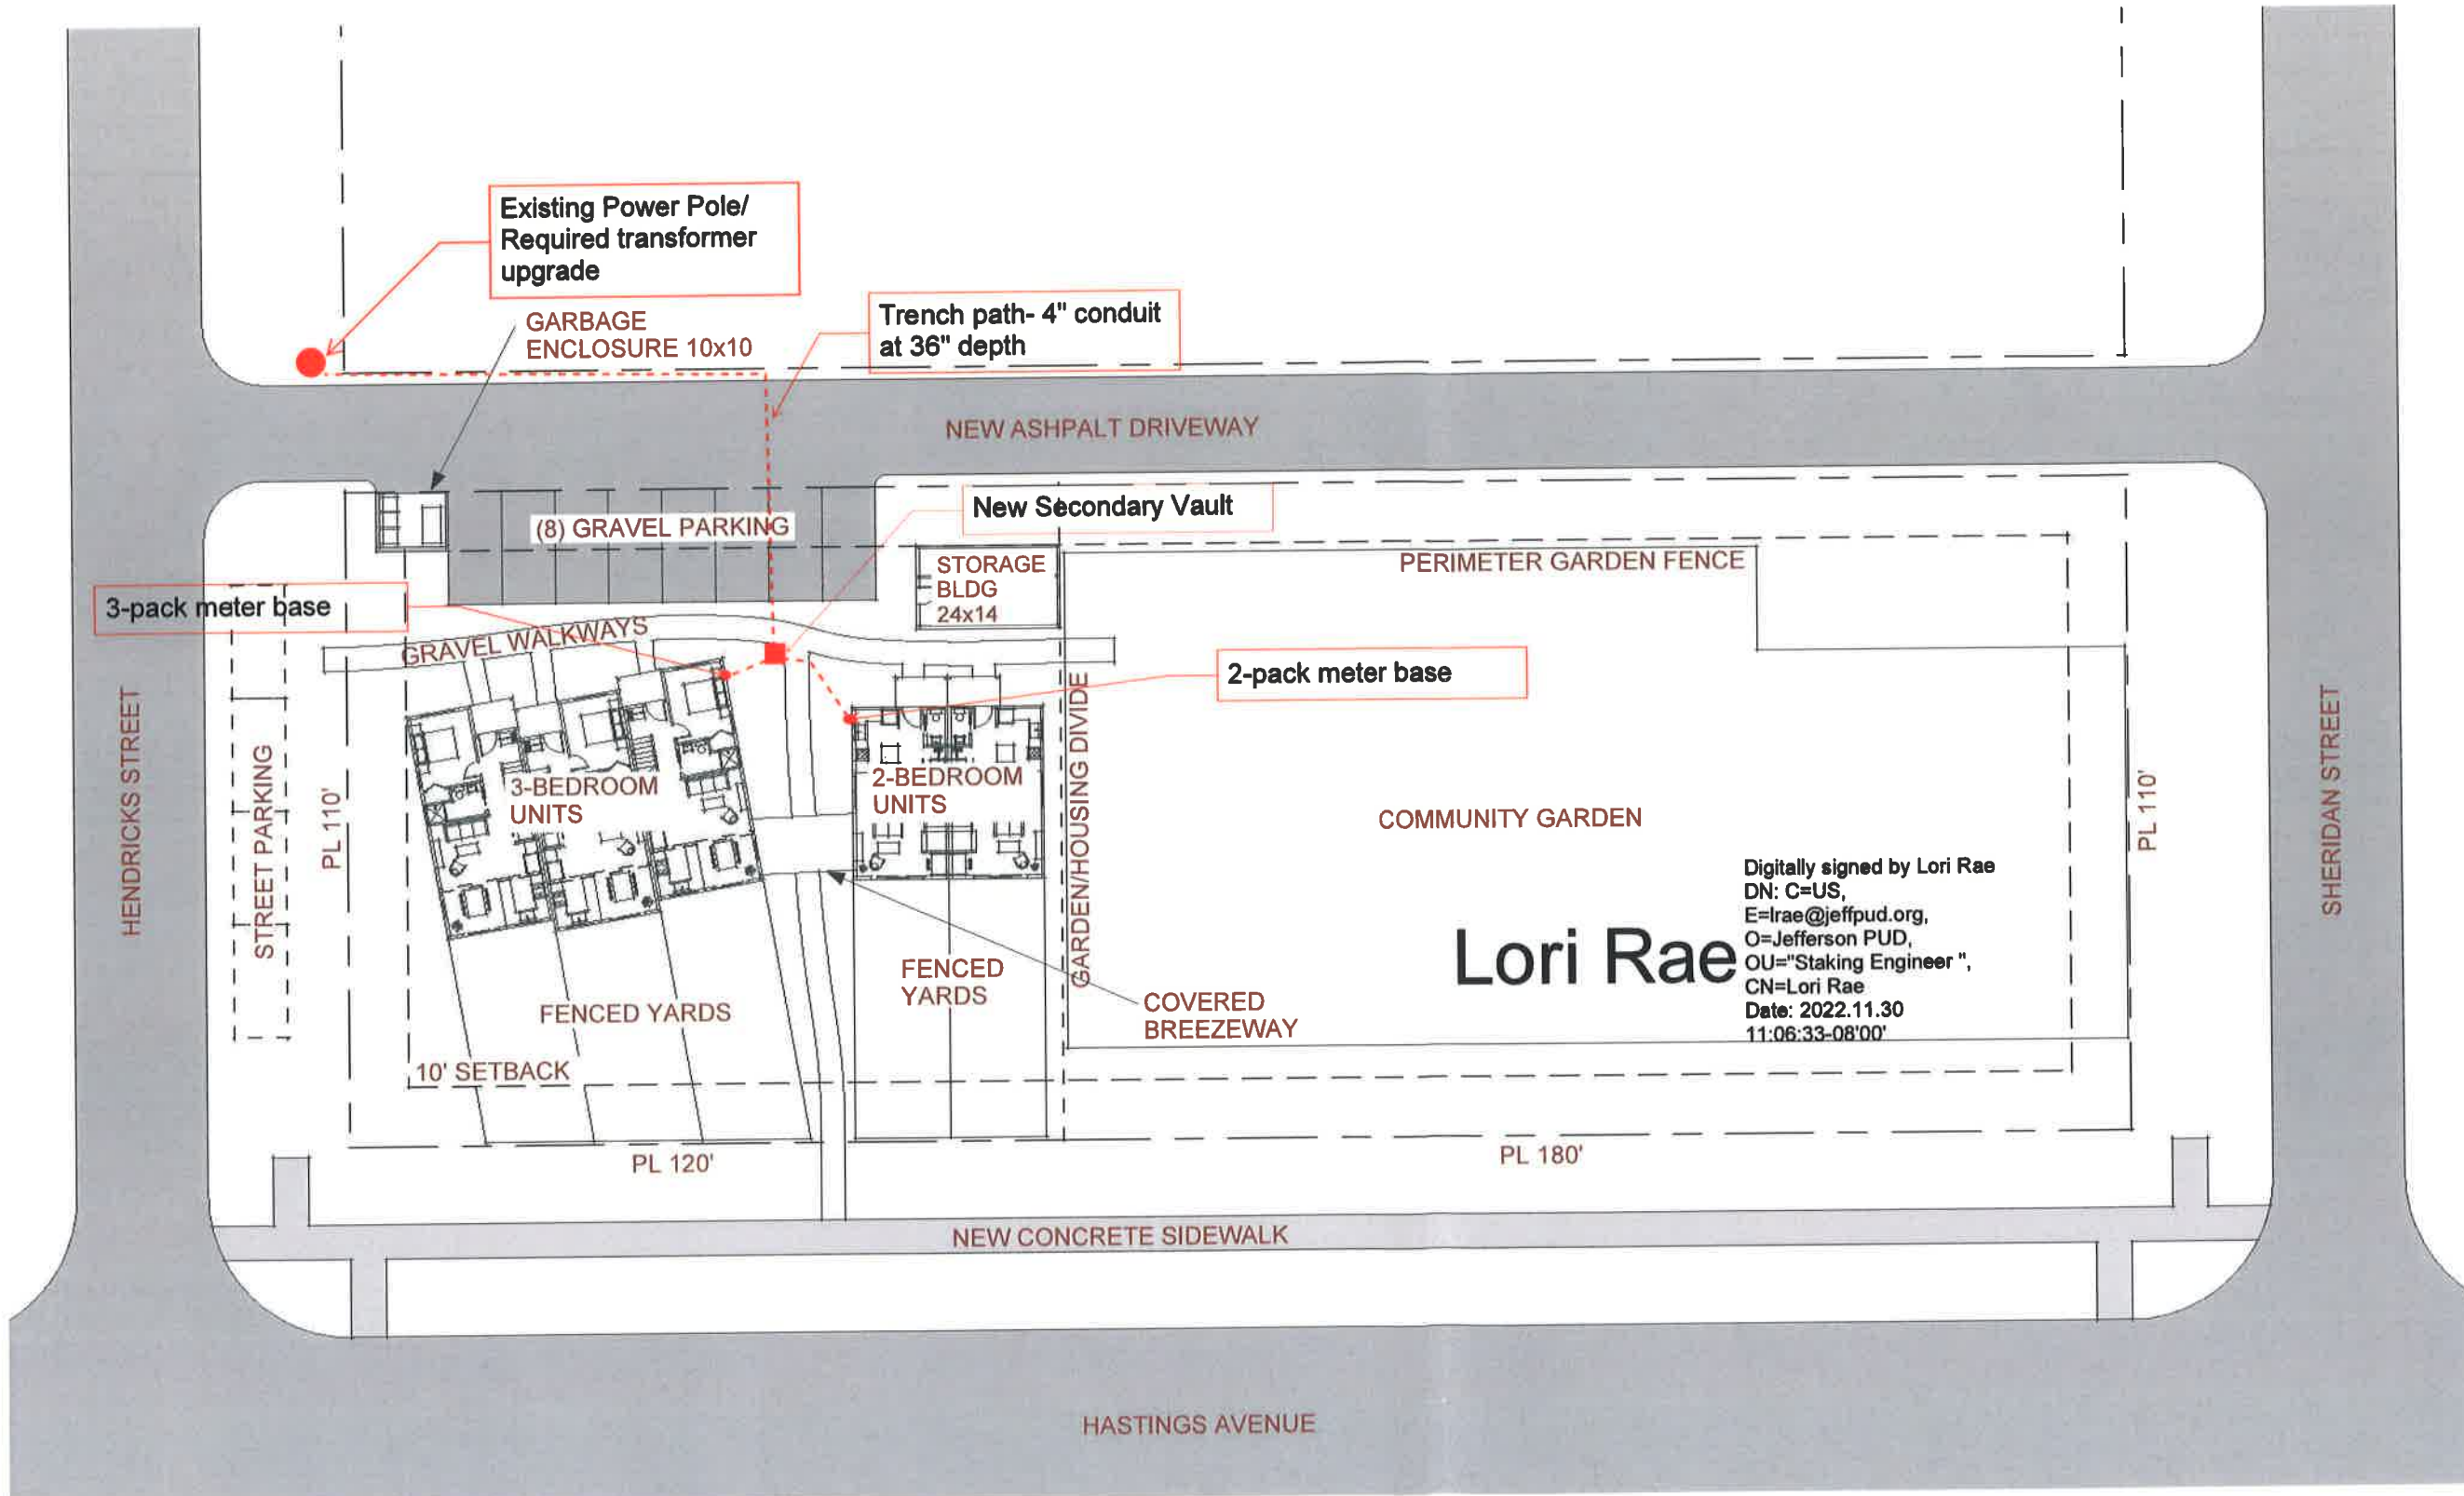 Existing Power Pole/
Required transformer
upgrade
GARBAGE
ENCLOSURE 10x10
Trench path- 4" conduit
at 36" depth
NEW ASHPALT DRIVEWAY
New Secondary Vault
(8) GRAVEL PARKING
STORAGE
BLDG
24x14
PERIMETER GARDEN FENCE
3-pack meter base
GRAVEL WALKWAYS
2-pack meter base
HENDRICKS STREET
STREET PARKING
PL 110'
3-BEDROOM
UNITS
2-BEDROOM
UNITS
GARDEN/HOUSING DIVIDE
COMMUNITY GARDEN
PL 110'
SHERIDAN STREET
Lori Rae
Digitally signed by Lori Rae
DN: C=US,
E=lrae@jeffpud.org,
O=Jefferson PUD,
OU="Staking Engineer ",
CN=Lori Rae
Date: 2022.11.30
11:06:33-08'00'
FENCED
YARDS
COVERED
BREEZEWAY
FENCED YARDS
10' SETBACK
PL 120'
PL 180'
NEW CONCRETE SIDEWALK
HASTINGS AVENUE